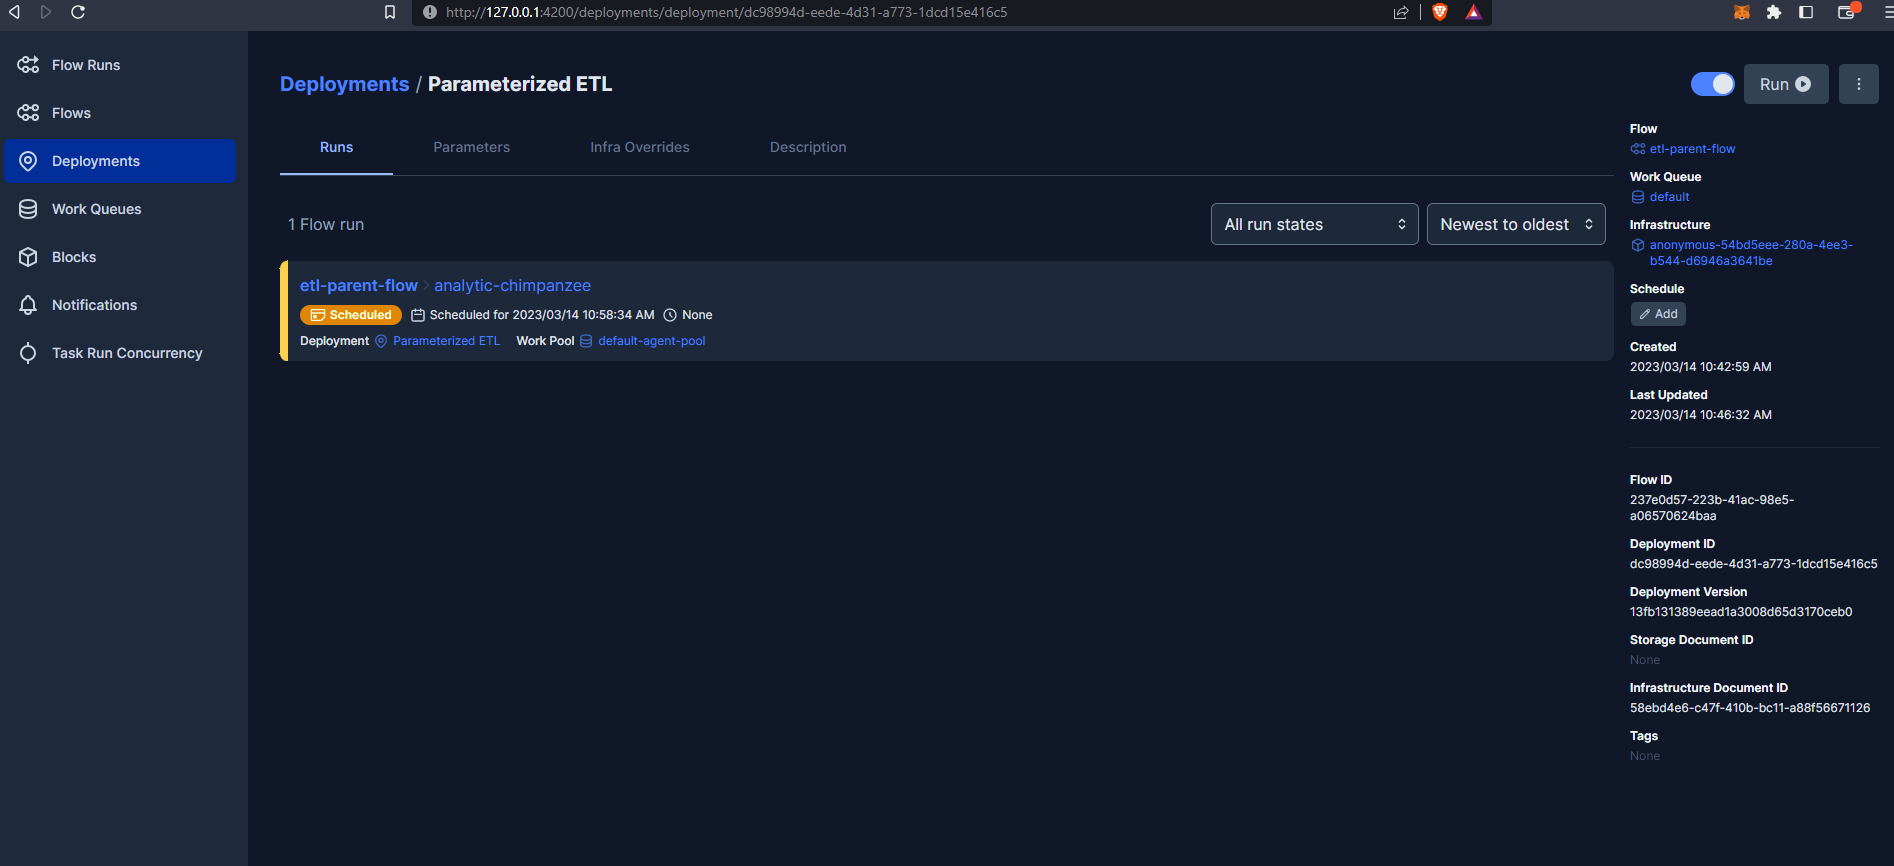 http://127.0.0.1:4200/deployments/deployment/dc98994d-eede-4d31-a773-1dcd15e416c5
Flow Runs
Flows
Deployments
Work Queues
Blocks
Notifications
Task Run Concurrency
Deployments / Parameterized ETL
Run
Runs
Parameters
Infra Overrides
Description
1 Flow run
All run states
Newest to oldest
etl-parent-flow > analytic-chimpanzee
Scheduled Scheduled for 2023/03/14 10:58:34 AM None
Deployment Parameterized ETL Work Pool default-agent-pool
Flow
etl-parent-flow
Work Queue
default
Infrastructure
anonymous-54bd5eee-280a-4ee3-
b544-d6946a3641be
Schedule
Add
Created
2023/03/14 10:42:59 AM
Last Updated
2023/03/14 10:46:32 AM
Flow ID
237e0d57-223b-41ac-98e5-
a06570624baa
Deployment ID
dc98994d-eede-4d31-a773-1dcd15e416c5
Deployment Version
13fb131389eead1a3008d65d3170ceb0
Storage Document ID
None
Infrastructure Document ID
58ebd4e6-c47f-410b-bc11-a88f56671126
Tags
None